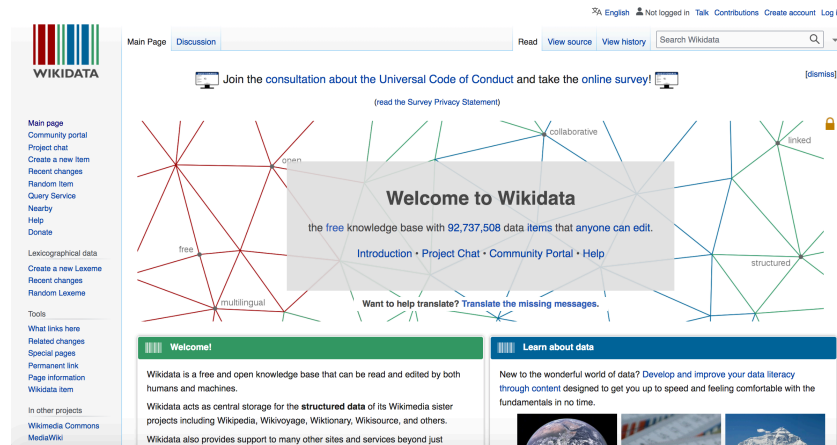 English Not logged in Talk Contributions Create account Log i
WIKIDATA
Main Page Discussion Read View source View history Search Wikidata
Join the consultation about the Universal Code of Conduct and take the online survey! [dismiss]
(read the Survey Privacy Statement)
Main page
Community portal
Project chat
Create a new Item
Recent changes
Random Item
Query Service
Nearby
Help
Donate
Lexicographical data
Create a new Lexeme
Recent changes
Random Lexeme
Tools
What links here
Related changes
Special pages
Permanent link
Page information
Wikidata item
In other projects
Wikimedia Commons
MediaWiki
collaborative
linked
open
free
structured
multilingual
Welcome to Wikidata
the free knowledge base with 92,737,508 data items that anyone can edit.
Introduction • Project Chat • Community Portal • Help
Want to help translate? Translate the missing messages.
Welcome!
Wikidata is a free and open knowledge base that can be read and edited by both
humans and machines.
Wikidata acts as central storage for the structured data of its Wikimedia sister
projects including Wikipedia, Wikivoyage, Wiktionary, Wikisource, and others.
Wikidata also provides support to many other sites and services beyond just
Learn about data
New to the wonderful world of data? Develop and improve your data literacy
through content designed to get you up to speed and feeling comfortable with the
fundamentals in no time.